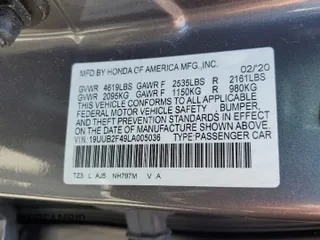 MFD. BY HONDA OF AMERICA MFG., INC. 02/'20
GVWR 4619LBS GAWR F 2535LBS R 2161LBS
GVWR 2095KG GAWR F 1150KG R 980KG
THIS VEHICLE CONFORMS TO ALL APPLICABLE
FEDERAL MOTOR VEHICLE SAFETY, BUMPER,
AND THEFT PREVENTION STANDARDS IN EFFECT
ON THE DATE OF MANUFACTURE SHOWN ABOVE.
V.I.N.: 19UUB2F49LA005036 TYPE:PASSENGER CAR
TZ3 L AJ5 NH797M V A